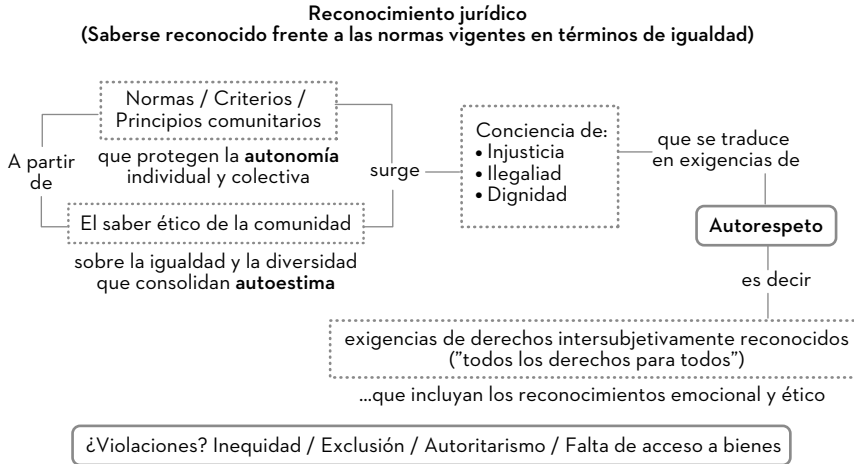 Reconocimiento jurídico
(Saberse reconocido frente a las normas vigentes en términos de igualdad)
A partir
de
Normas / Criterios /
Principios comunitarios
que protegen la autonomía
individual y colectiva
El saber ético de la comunidad
sobre la igualdad y la diversidad
que consolidan autoestima
surge
Conciencia de:
• Injusticia
• Ilegaliad
• Dignidad
que se traduce
en exigencias de
Autorespeto
es decir
exigencias de derechos intersubjetivamente reconocidos
("todos los derechos para todos")
...que incluyan los reconocimientos emocional y ético
¿Violaciones? Inequidad / Exclusión / Autoritarismo / Falta de acceso a bienes